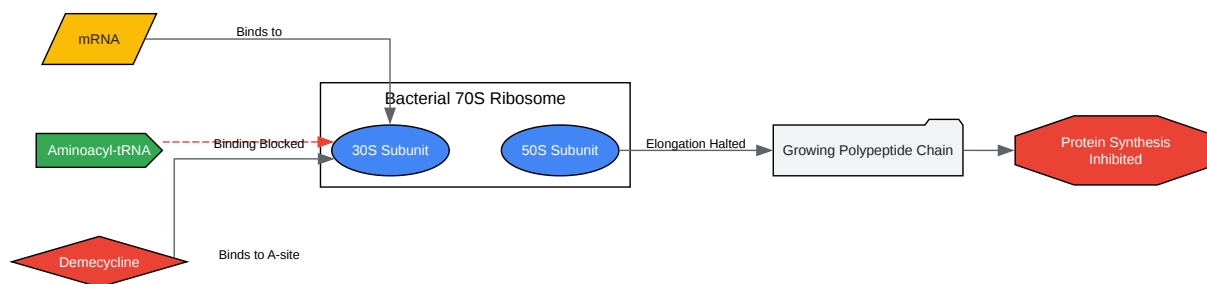 mRNA
Binds to
Bacterial 70S Ribosome
Aminoacyl-tRNA
Binding Blocked
30S Subunit
50S Subunit
Elongation Halted
Growing Polypeptide Chain
Protein Synthesis
Inhibited
Demecycline
Binds to A-site